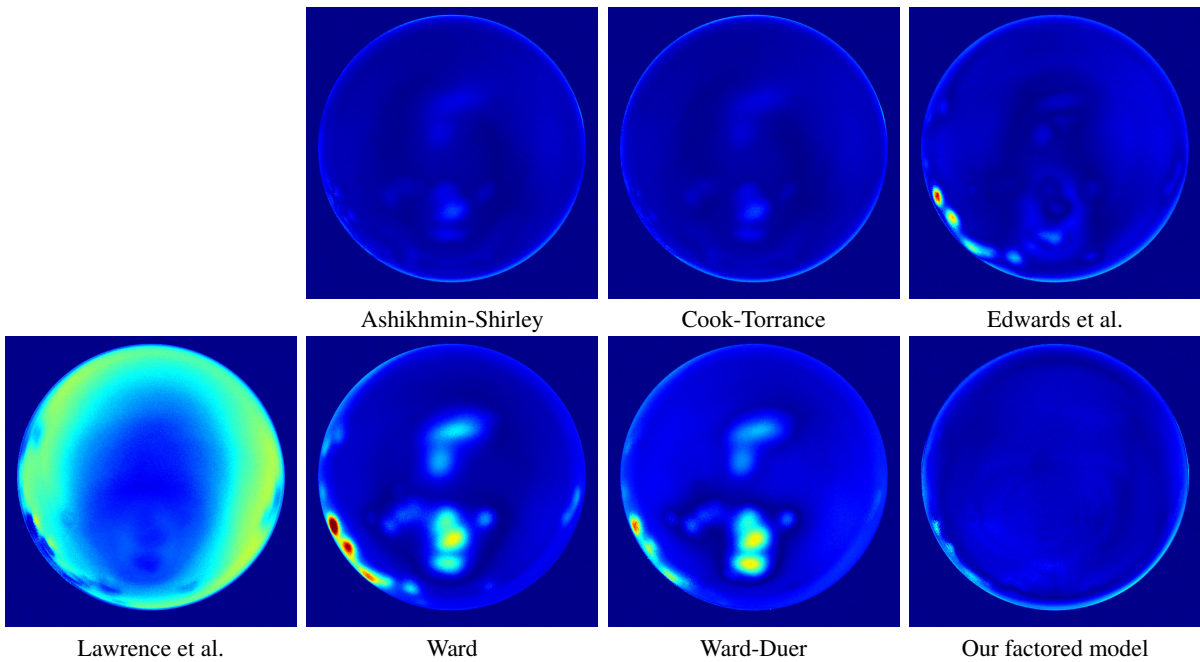 Ashikhmin-Shirley
Cook-Torrance
Edwards et al.
Lawrence et al.
Ward
Ward-Duer
Our factored model